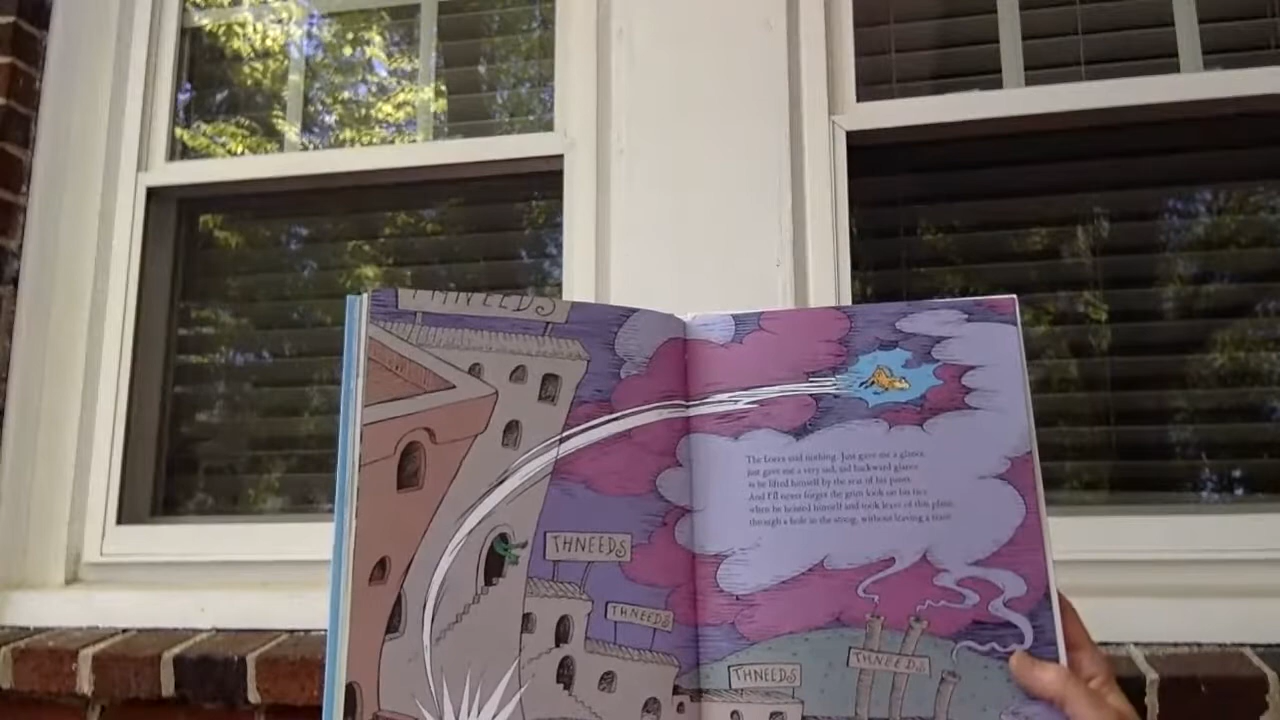 THNEEDS
THNEEDS
THNEEDS
THNEEDS
THNEEDS
The Lorax said nothing. Just gave me a glance.
just gave me a very sad, sad backward glance
as he lifted himself by the seat of his pants.
And I'll never forget the grim look on his face
when he heisted himself and took leave of this place,
through a hole in the smog, without leaving a trace.